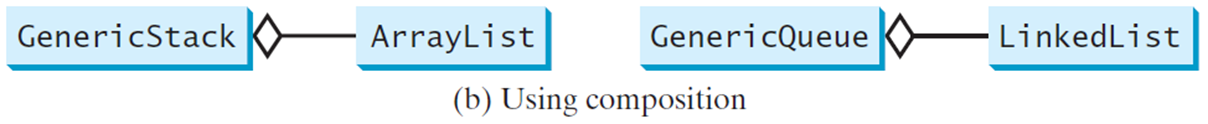 GenericStack ArrayList GenericQueue LinkedList
(b) Using composition